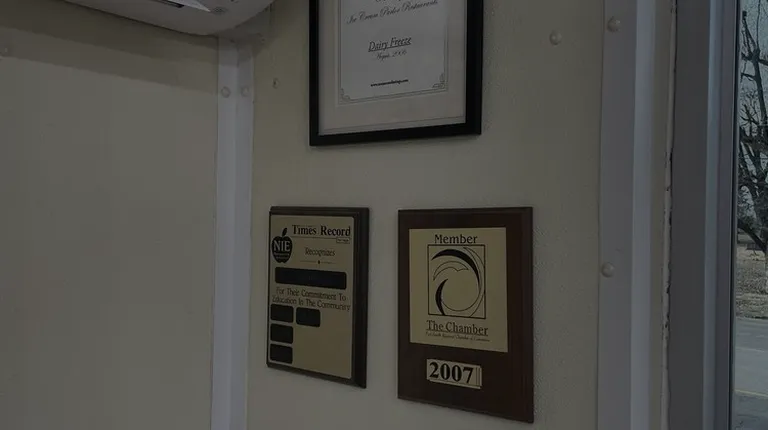 Ice Cream Parlor Restaurants
Dairy Freeze
Times Record
NIE
Recognizes
For Their Commitment To
Education In The Community
Member
The Chamber
2007